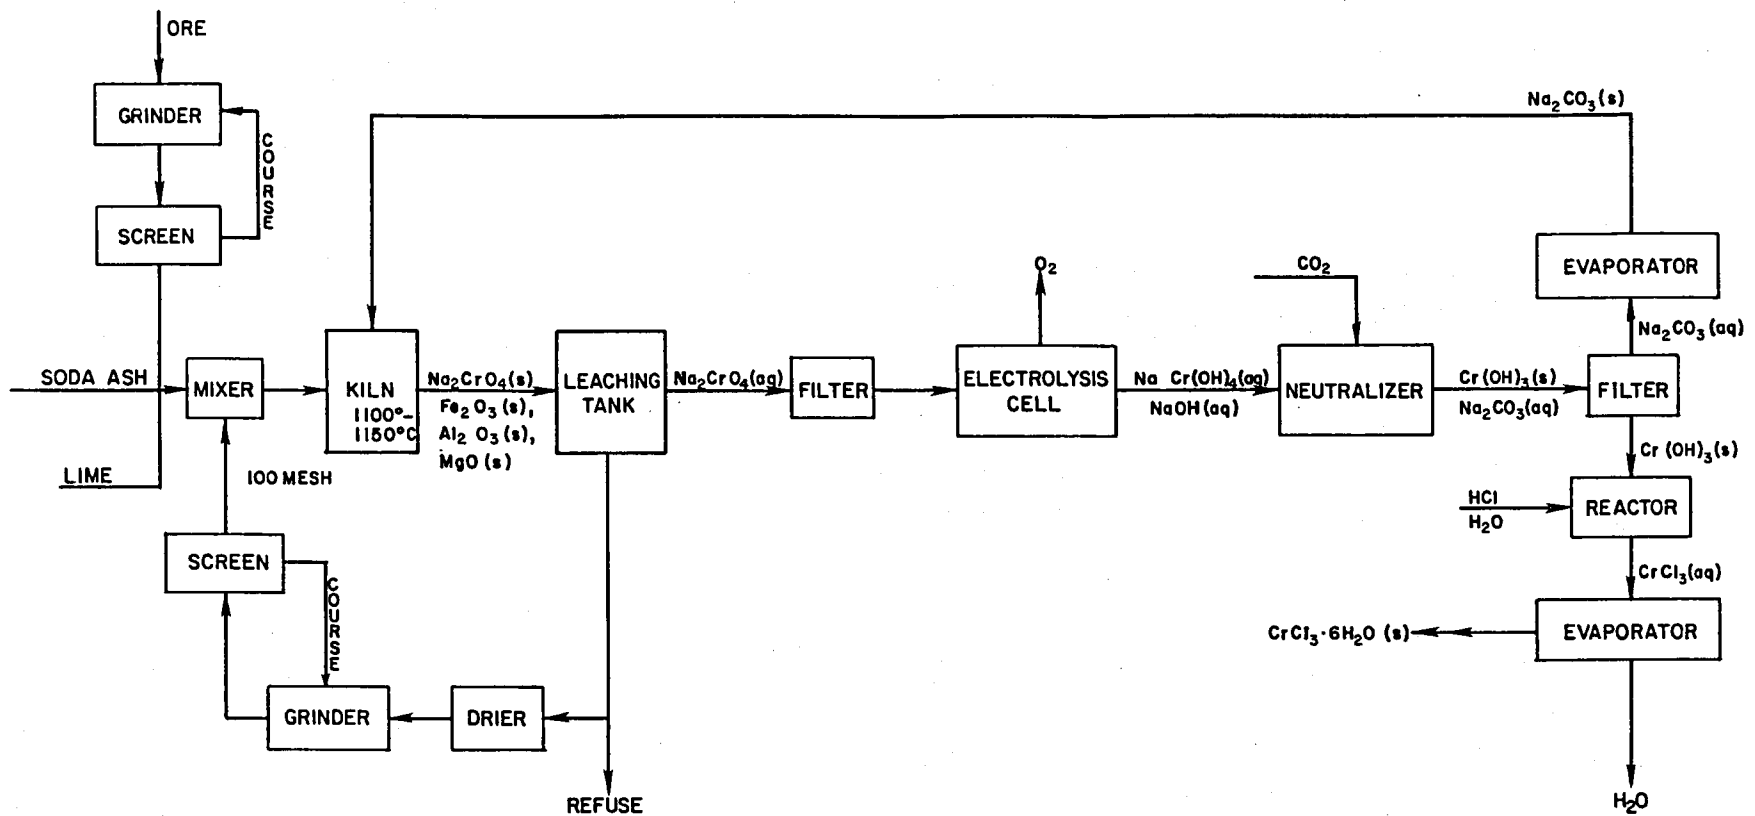 ORE
GRINDER
COURSE
SCREEN
SODA ASH
LIME
MIXER
100 MESH
SCREEN
COURSE
GRINDER
DRIER
REFUSE
KILN
1100°-
1150°C
Na₂CrO₄(s)
Fe₂O₃(s),
Al₂O₃(s),
MgO(s)
LEACHING
TANK
Na₂CrO₄(aq)
FILTER
O₂
ELECTROLYSIS
CELL
Na Cr(OH)₄(aq)
NaOH(aq)
CO₂
NEUTRALIZER
Cr(OH)₃(s)
Na₂CO₃(aq)
FILTER
Na₂CO₃(aq)
EVAPORATOR
Na₂CO₃(s)
Cr(OH)₃(s)
HCl
H₂O
REACTOR
CrCl₃(aq)
EVAPORATOR
CrCl₃·6H₂O (s)
H₂O